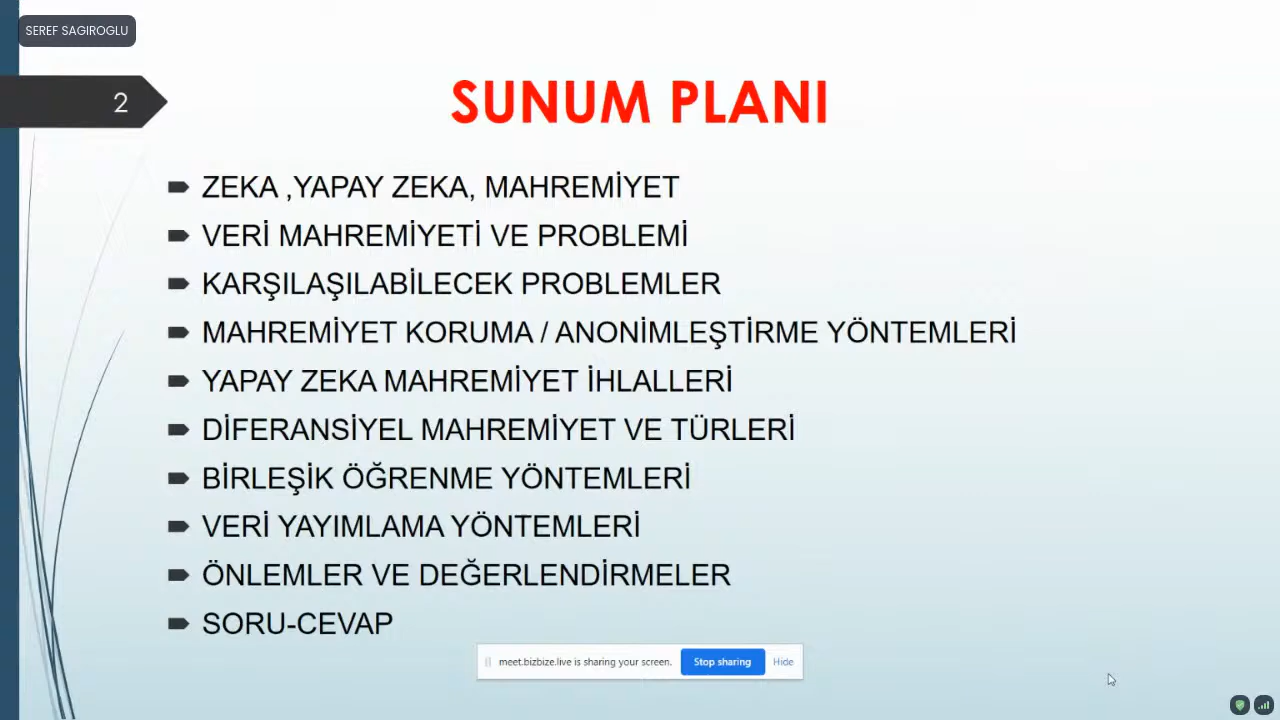 SEREF SAGIROGLU
2
SUNUM PLANI
ZEKA ,YAPAY ZEKA, MAHREMİYET
VERİ MAHREMİYETİ VE PROBLEMİ
KARŞILAŞILABİLECEK PROBLEMLER
MAHREMİYET KORUMA / ANONİMLEŞTİRME YÖNTEMLERİ
YAPAY ZEKA MAHREMİYET İHLALLERİ
DİFERANSİYEL MAHREMİYET VE TÜRLERİ
BİRLEŞİK ÖĞRENME YÖNTEMLERİ
VERİ YAYIMLAMA YÖNTEMLERİ
ÖNLEMLER VE DEĞERLENDİRMELER
SORU-CEVAP
meet.bizbize.live is sharing your screen. Stop sharing Hide